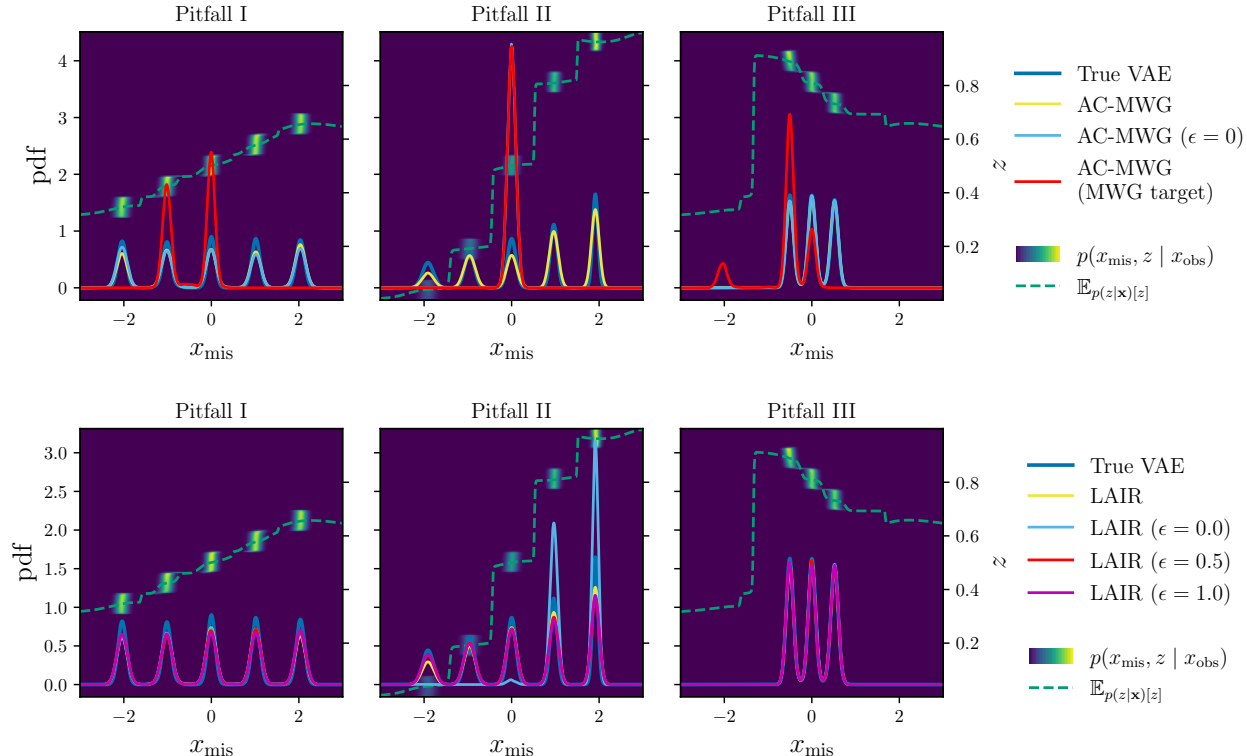 Pitfall I
Pitfall II
Pitfall III
pdf
4
3
2
1
0
−2
0
2
−2
0
2
−2
0
2
0.8
0.6
0.4
0.2
z
x_mis
x_mis
x_mis
True VAE
AC-MWG
AC-MWG (ϵ = 0)
AC-MWG
(MWG target)
p(x_mis, z | x_obs)
𝔼_p(z|𝐱)[z]
Pitfall I
Pitfall II
Pitfall III
pdf
3.0
2.5
2.0
1.5
1.0
0.5
0.0
−2
0
2
−2
0
2
−2
0
2
0.8
0.6
0.4
0.2
z
x_mis
x_mis
x_mis
True VAE
LAIR
LAIR (ϵ = 0.0)
LAIR (ϵ = 0.5)
LAIR (ϵ = 1.0)
p(x_mis, z | x_obs)
𝔼_p(z|𝐱)[z]